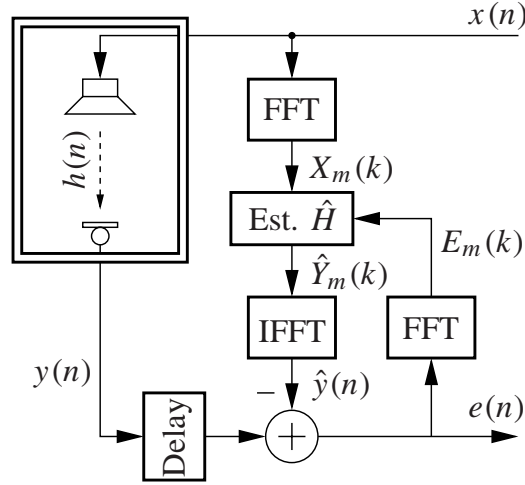 x(n)
FFT
h(n)
X_m(k)
Est. Ĥ
E_m(k)
Ŷ_m(k)
IFFT
FFT
y(n)
− ŷ(n)
e(n)
Delay
+